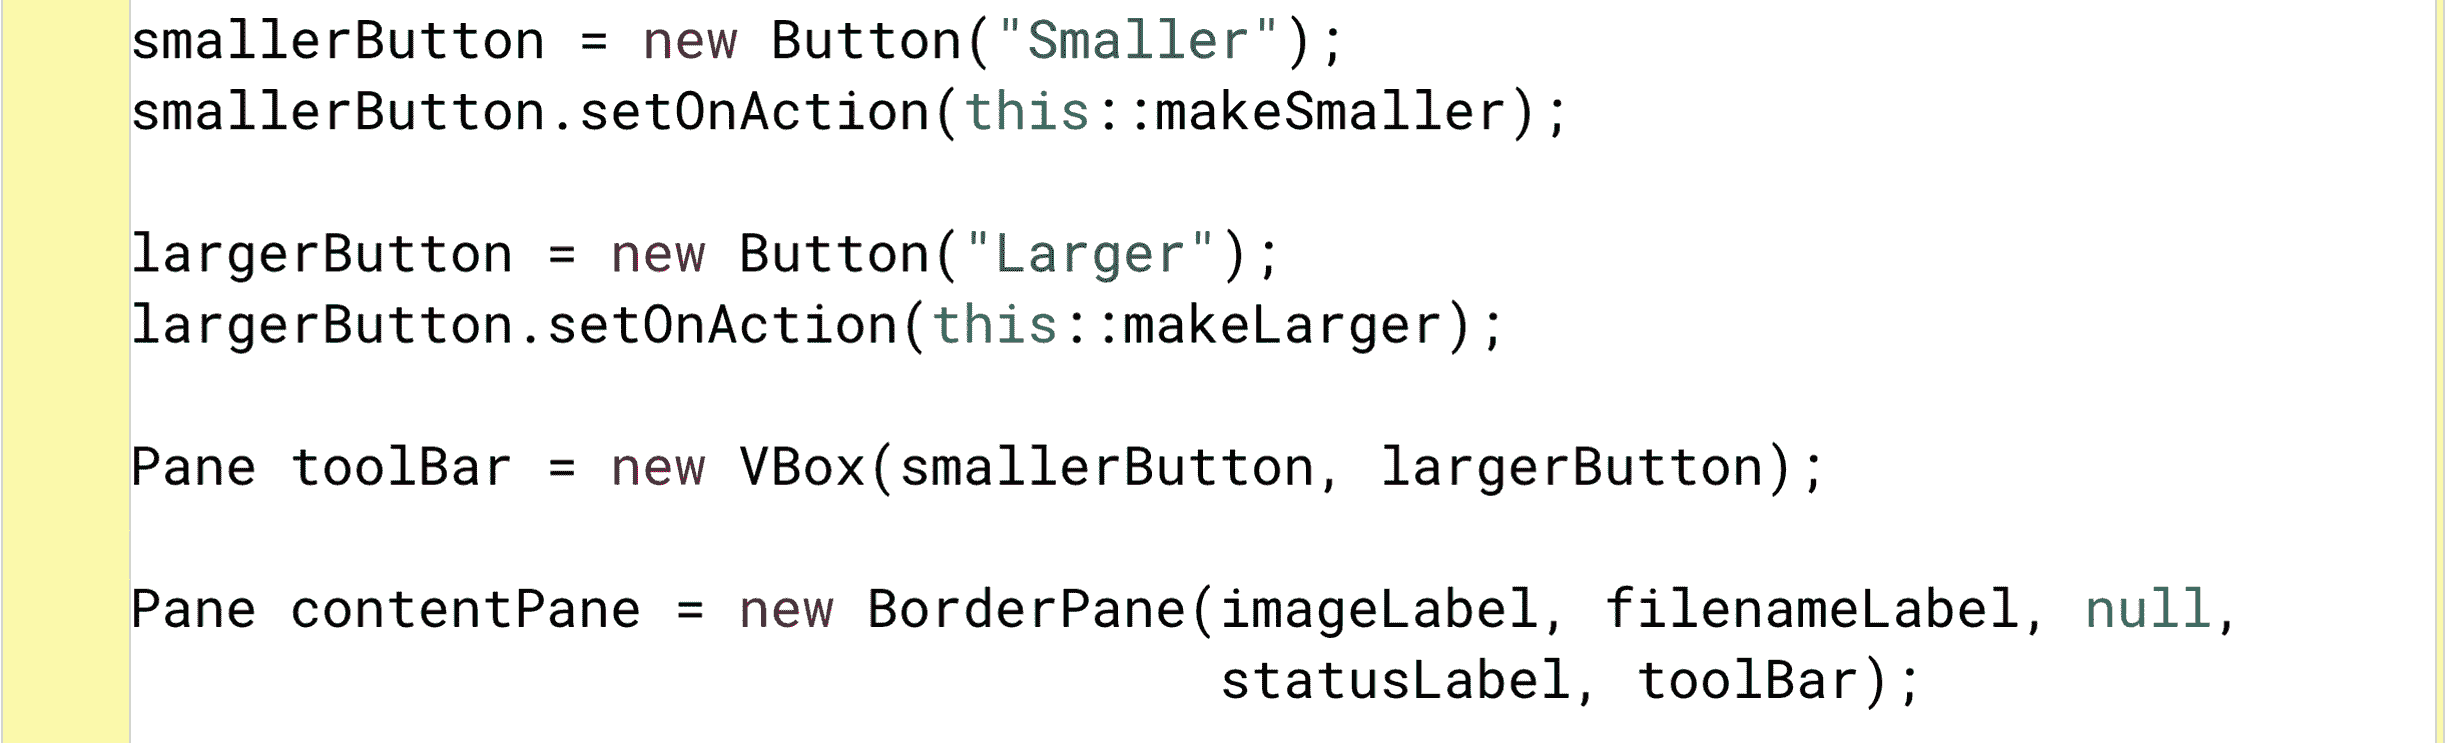 smallerButton = new Button("Smaller");
smallerButton.setOnAction(this::makeSmaller);
largerButton = new Button("Larger");
largerButton.setOnAction(this::makeLarger);
Pane toolBar = new VBox(smallerButton, largerButton);
Pane contentPane = new BorderPane(imageLabel, filenameLabel, null,
statusLabel, toolBar);